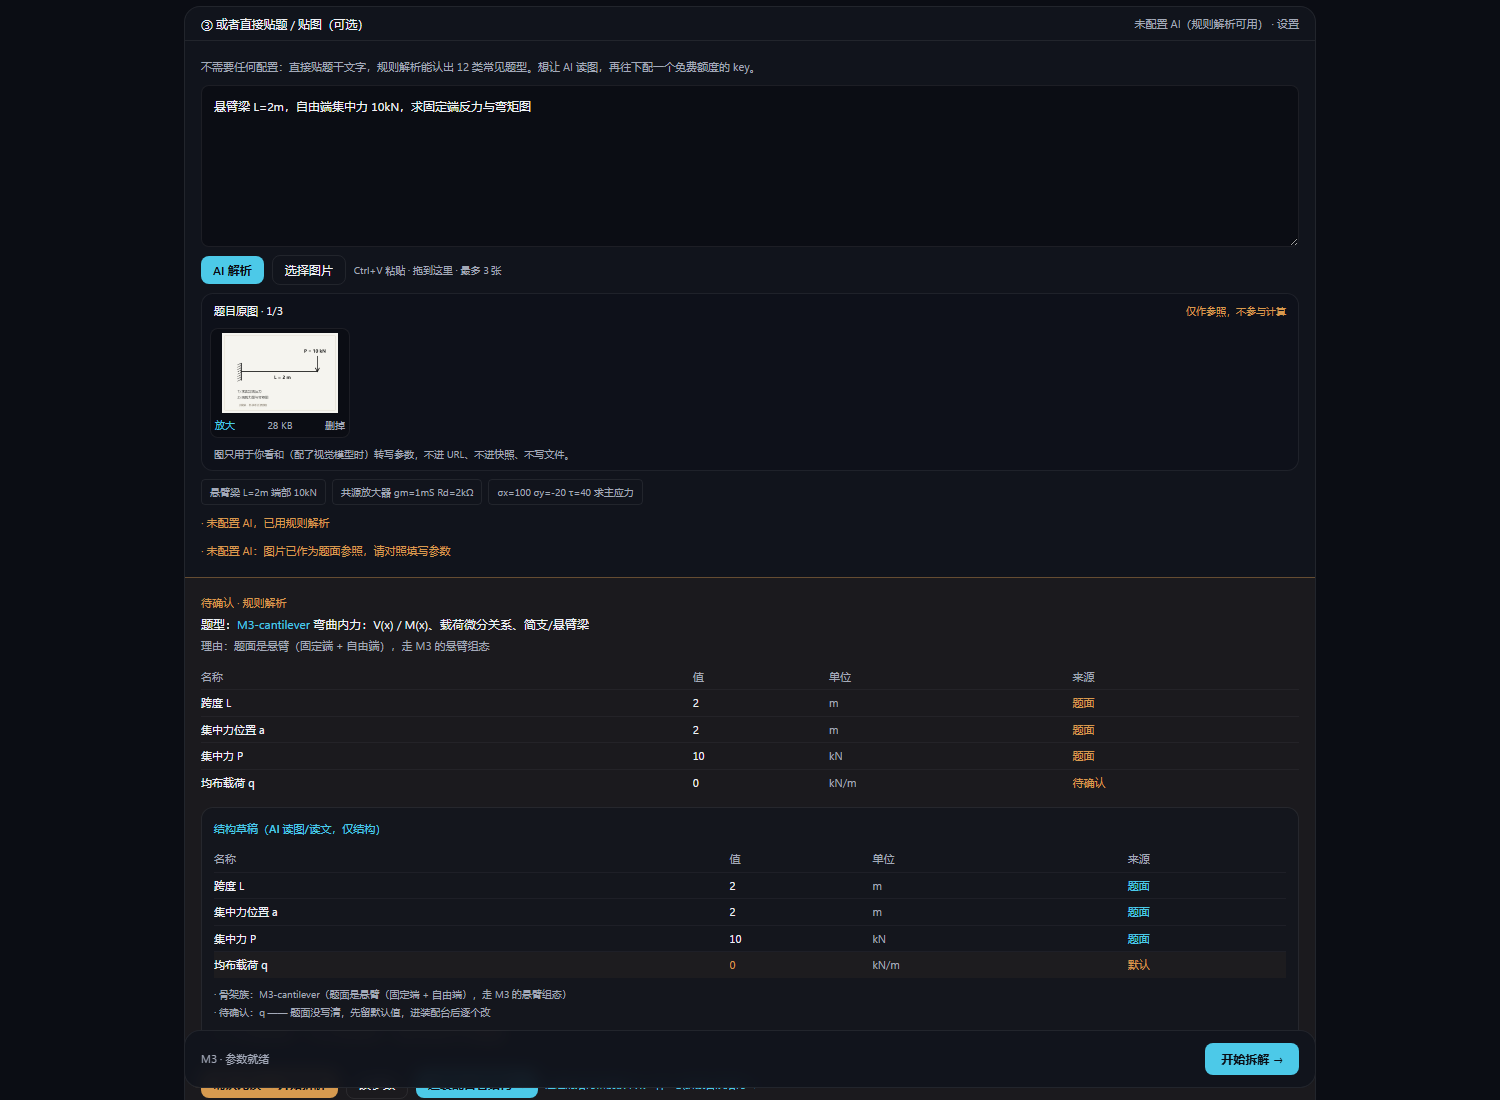 ③ 或者直接贴题 / 贴图（可选）
未配置 AI（规则解析可用） · 设置
不需要任何配置：直接贴题干文字，规则解析能认出 12 类常见题型。想让 AI 读图，再往下配一个免费额度的 key。
悬臂梁 L=2m，自由端集中力 10kN，求固定端反力与弯矩图
AI 解析 选择图片 Ctrl+V 粘贴 · 拖到这里 · 最多 3 张
题目原图 · 1/3
仅作参照，不参与计算
P = 10 kN
L = 2 m
放大 28 KB 删掉
图只用于你看和（配了视觉模型时）转写参数，不进 URL、不进快照、不写文件。
悬臂梁 L=2m 端部 10kN 共源放大器 gm=1mS Rd=2kΩ σx=100 σy=-20 τ=40 求主应力
· 未配置 AI，已用规则解析
· 未配置 AI：图片已作为题面参照，请对照填写参数
待确认 · 规则解析
题型：M3-cantilever 弯曲内力：V(x) / M(x)、载荷微分关系、简支/悬臂梁
理由：题面是悬臂（固定端 + 自由端），走 M3 的悬臂组态
名称 值 单位 来源
跨度 L 2 m 题面
集中力位置 a 2 m 题面
集中力 P 10 kN 题面
均布载荷 q 0 kN/m 待确认
结构草稿（AI 读图/读文，仅结构）
名称 值 单位 来源
跨度 L 2 m 题面
集中力位置 a 2 m 题面
集中力 P 10 kN 题面
均布载荷 q 0 kN/m 默认
· 骨架族：M3-cantilever（题面是悬臂（固定端 + 自由端），走 M3 的悬臂组态）
· 待确认：q —— 题面没写清，先留默认值，进装配台后逐个改
M3 · 参数就绪
开始拆解 →